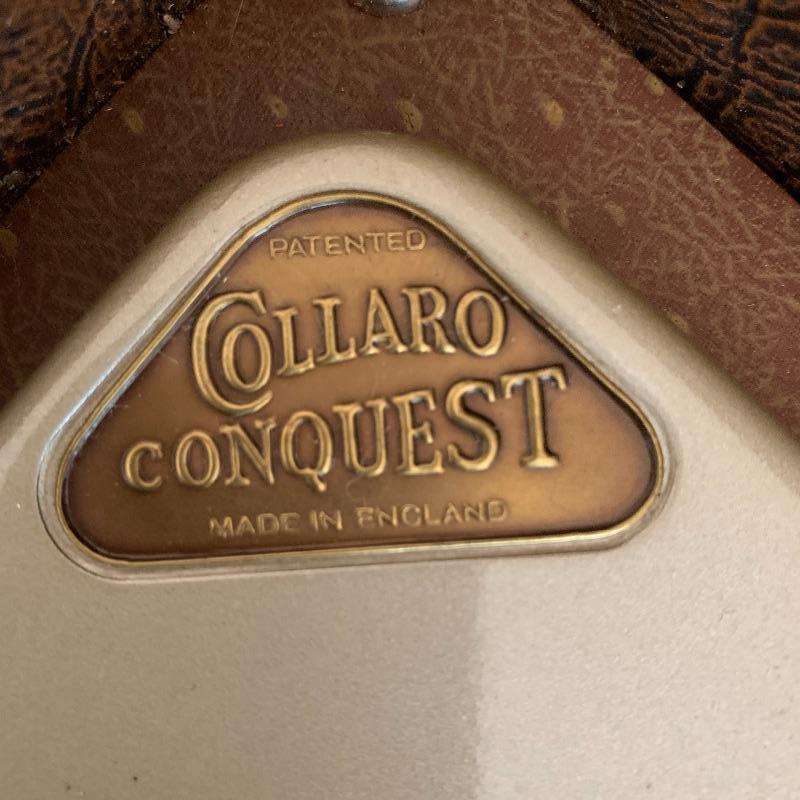 PATENTED
COLLARO
CONQUEST
MADE IN ENGLAND